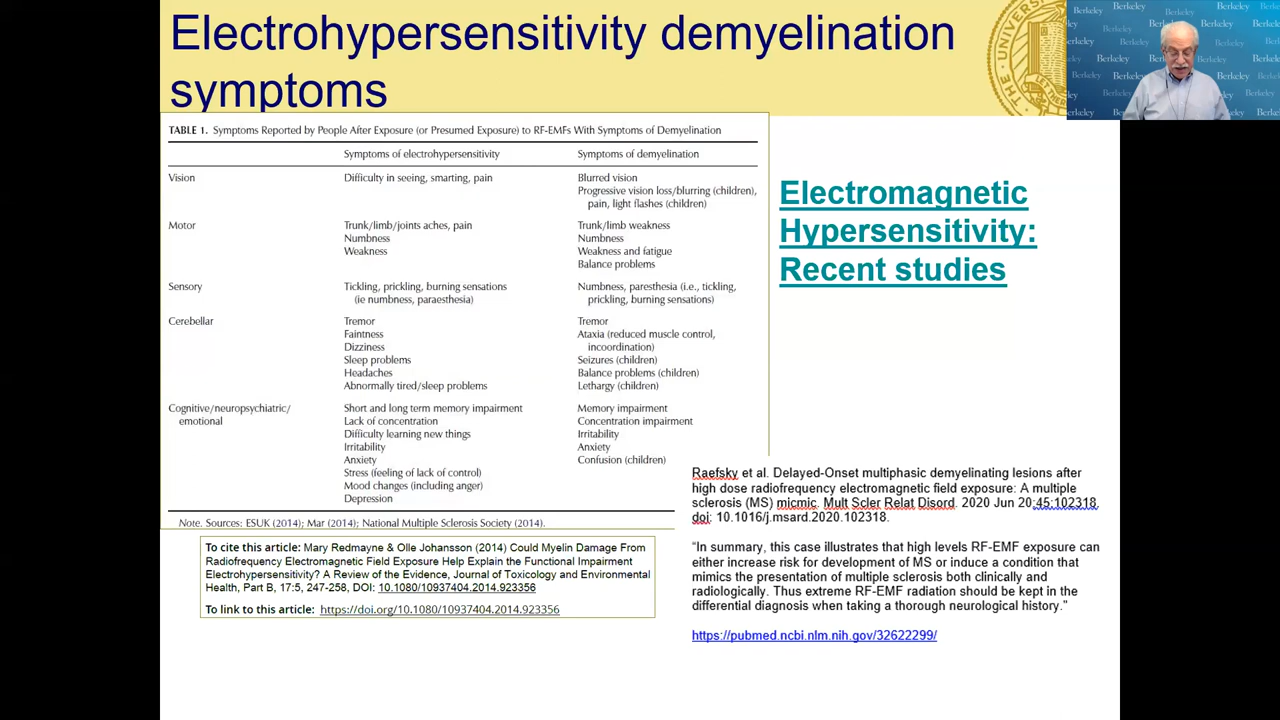 Electrohypersensitivity demyelination
symptoms
TABLE 1. Symptoms Reported by People After Exposure (or Presumed Exposure) to RF-EMFs With Symptoms of Demyelination
Symptoms of electrohypersensitivity Symptoms of demyelination
Vision Difficulty in seeing, smarting, pain Blurred vision
Progressive vision loss/blurring (children),
pain, light flashes (children)
Motor Trunk/limb/joints aches, pain Trunk/limb weakness
Numbness Numbness
Weakness Weakness and fatigue
Balance problems
Sensory Tickling, prickling, burning sensations Numbness, paresthesia (i.e., tickling,
(ie numbness, paraesthesia) prickling, burning sensations)
Cerebellar Tremor Tremor
Faintness Ataxia (reduced muscle control,
Dizziness incoordination)
Sleep problems Seizures (children)
Headaches Balance problems (children)
Abnormally tired/sleep problems Lethargy (children)
Cognitive/neuropsychiatric/ Short and long term memory impairment Memory impairment
emotional Lack of concentration Concentration impairment
Difficulty learning new things Irritability
Irritability Anxiety
Anxiety Confusion (children)
Stress (feeling of lack of control)
Mood changes (including anger)
Depression
Note. Sources: ESUK (2014); Mar (2014); National Multiple Sclerosis Society (2014).
To cite this article: Mary Redmayne & Olle Johansson (2014) Could Myelin Damage From
Radiofrequency Electromagnetic Field Exposure Help Explain the Functional Impairment
Electrohypersensitivity? A Review of the Evidence, Journal of Toxicology and Environmental
Health, Part B, 17:5, 247-258, DOI: 10.1080/10937404.2014.923356
To link to this article: https://doi.org/10.1080/10937404.2014.923356
Electromagnetic
Hypersensitivity:
Recent studies
Raefsky et al. Delayed-Onset multiphasic demyelinating lesions after
high dose radiofrequency electromagnetic field exposure: A multiple
sclerosis (MS) micmic. Mult Scler Relat Disord. 2020 Jun 20;45:102318.
doi: 10.1016/j.msard.2020.102318.
"In summary, this case illustrates that high levels RF-EMF exposure can
either increase risk for development of MS or induce a condition that
mimics the presentation of multiple sclerosis both clinically and
radiologically. Thus extreme RF-EMF radiation should be kept in the
differential diagnosis when taking a thorough neurological history."
https://pubmed.ncbi.nlm.nih.gov/32622299/
Berkeley